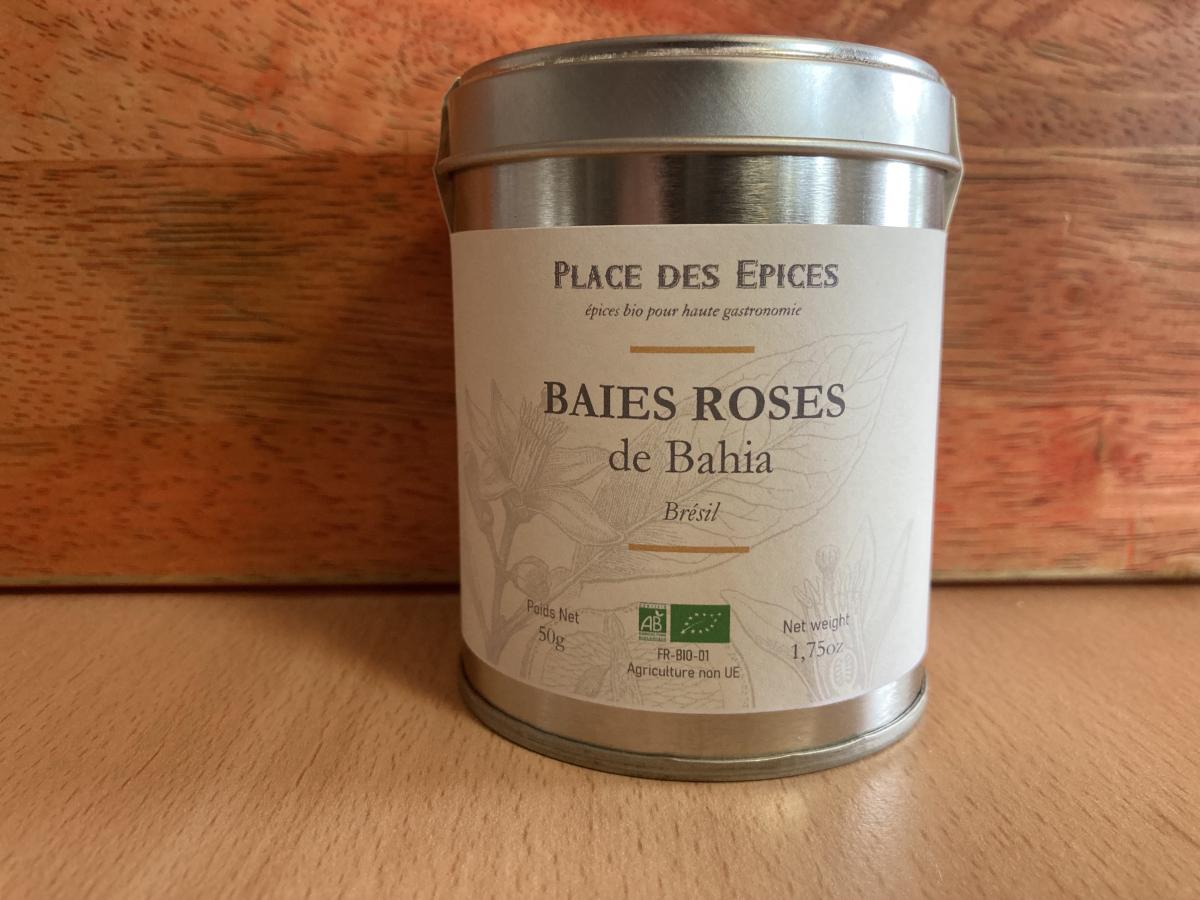 PLACE DES EPICES
épices bio pour haute gastronomie
BAIES ROSES
de Bahia
Brésil
Poids Net
50g
AB
FR-BIO-01
Agriculture non UE
Net weight
1,75oz